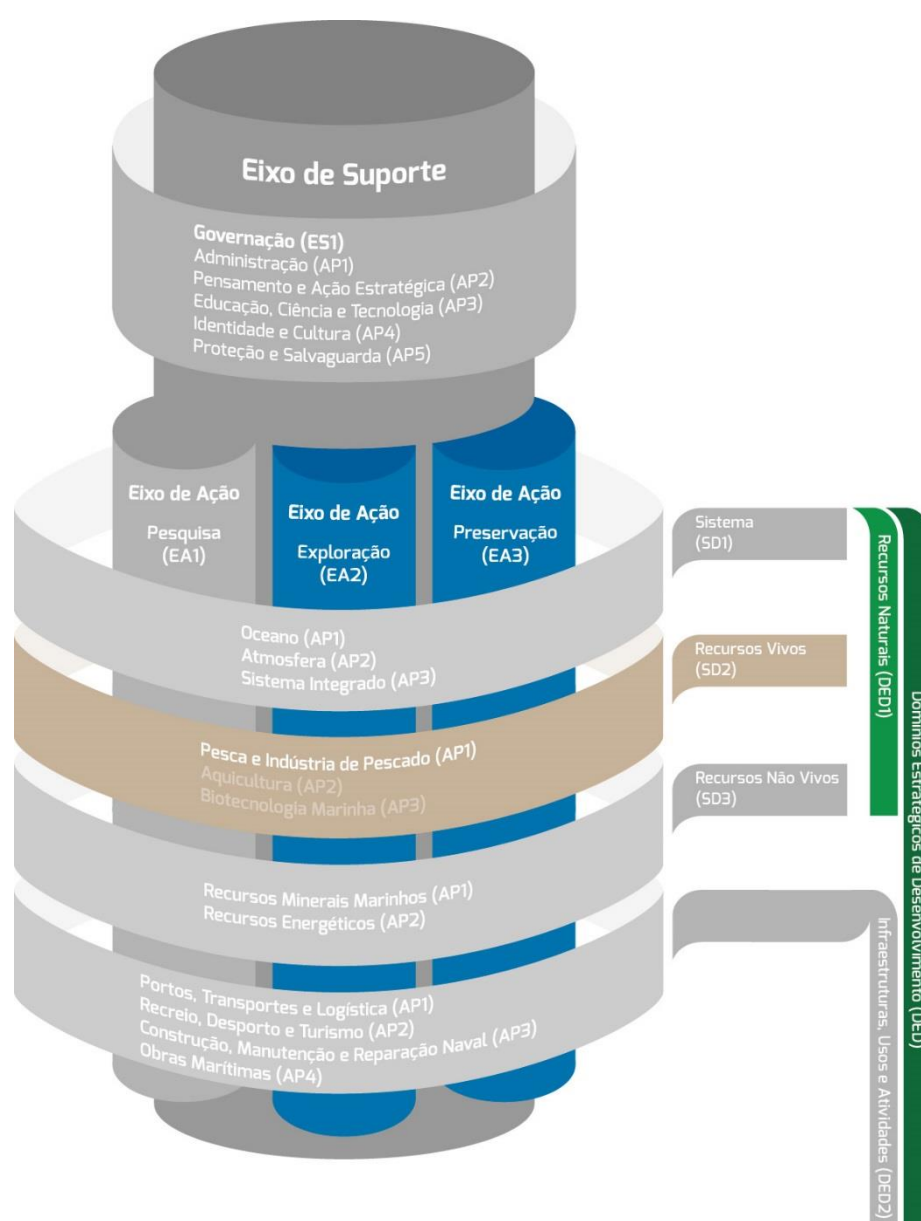 Eixo de Suporte
Governação (ES1)
Administração (AP1)
Pensamento e Ação Estratégica (AP2)
Educação, Ciência e Tecnologia (AP3)
Identidade e Cultura (AP4)
Proteção e Salvaguarda (AP5)
Eixo de Ação
Pesquisa
(EA1)
Eixo de Ação
Exploração
(EA2)
Eixo de Ação
Preservação
(EA3)
Oceano (AP1)
Atmosfera (AP2)
Sistema Integrado (AP3)
Pesca e Indústria de Pescado (AP1)
Aquicultura (AP2)
Biotecnologia Marinha (AP3)
Recursos Minerais Marinhos (AP1)
Recursos Energéticos (AP2)
Portos, Transportes e Logística (AP1)
Recreio, Desporto e Turismo (AP2)
Construção, Manutenção e Reparação Naval (AP3)
Obras Marítimas (AP4)
Sistema
(SD1)
Recursos Vivos
(SD2)
Recursos Não Vivos
(SD3)
Recursos Naturais (DED1)
Infraestruturas, Usos e Atividades (DED2)
Domínios Estratégicos de Desenvolvimento (DED)